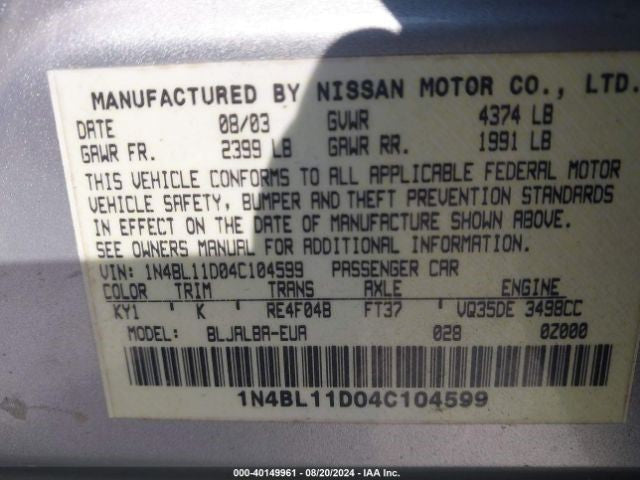 MANUFACTURED BY NISSAN MOTOR CO., LTD.
DATE 08/03 GVWR 4374 LB
GAWR FR. 2399 LB GAWR RR. 1991 LB
THIS VEHICLE CONFORMS TO ALL APPLICABLE FEDERAL MOTOR
VEHICLE SAFETY, BUMPER AND THEFT PREVENTION STANDARDS
IN EFFECT ON THE DATE OF MANUFACTURE SHOWN ABOVE.
SEE OWNERS MANUAL FOR ADDITIONAL INFORMATION.
VIN: 1N4BL11D04C104599 PASSENGER CAR
COLOR TRIM TRANS AXLE ENGINE
KY1 K RE4F04B FT37 VQ35DE 3498CC
MODEL: BLJALBA-EUA 028 0Z000
1N4BL11D04C104599
000-40149961 - 08/20/2024 - IAA Inc.